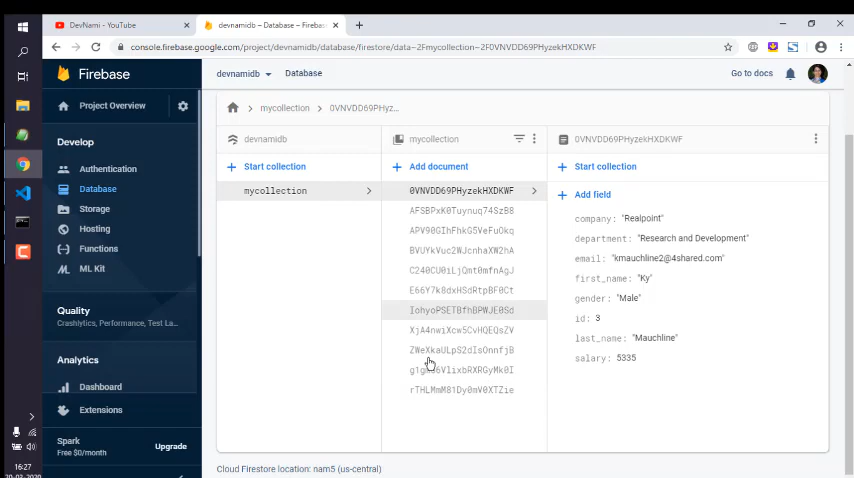 DevNami - YouTube
devnamidb – Database – Firebas
console.firebase.google.com/project/devnamidb/database/firestore/data~2Fmycollection~2F0VNVDD69PHyzekHXDKWF
Firebase
devnamidb
Database
Go to docs
Project Overview
Develop
Authentication
Database
Storage
Hosting
Functions
ML Kit
Quality
Crashlytics, Performance, Test La...
Analytics
Dashboard
Extensions
Spark
Free $0/month
Upgrade
mycollection
0VNVDD69PHyz...
devnamidb
Start collection
mycollection
mycollection
Add document
0VNVDD69PHyzekHXDKWF
AFSBPxK0Tuynuq74SzB8
APV98GIhFhkG5VeFuOkq
BVUYkVuc2WJcnhaXW2hA
C240CU0iLjQmt0mfnAgJ
E66Y7k8dxHSdRtpBF0Ct
IohyoPSETBfhBPWJE0Sd
XjA4nwiXcw5CvHQEQsZV
ZWeXkaULpS2dIsOnnfjB
rTHLMmM81Dy0mV0XTZie
0VNVDD69PHyzekHXDKWF
Start collection
Add field
company: "Realpoint"
department: "Research and Development"
email: "kmauchline2@4shared.com"
first_name: "Ky"
gender: "Male"
id: 3
last_name: "Mauchline"
salary: 5335
Cloud Firestore location: nam5 (us-central)
16:27